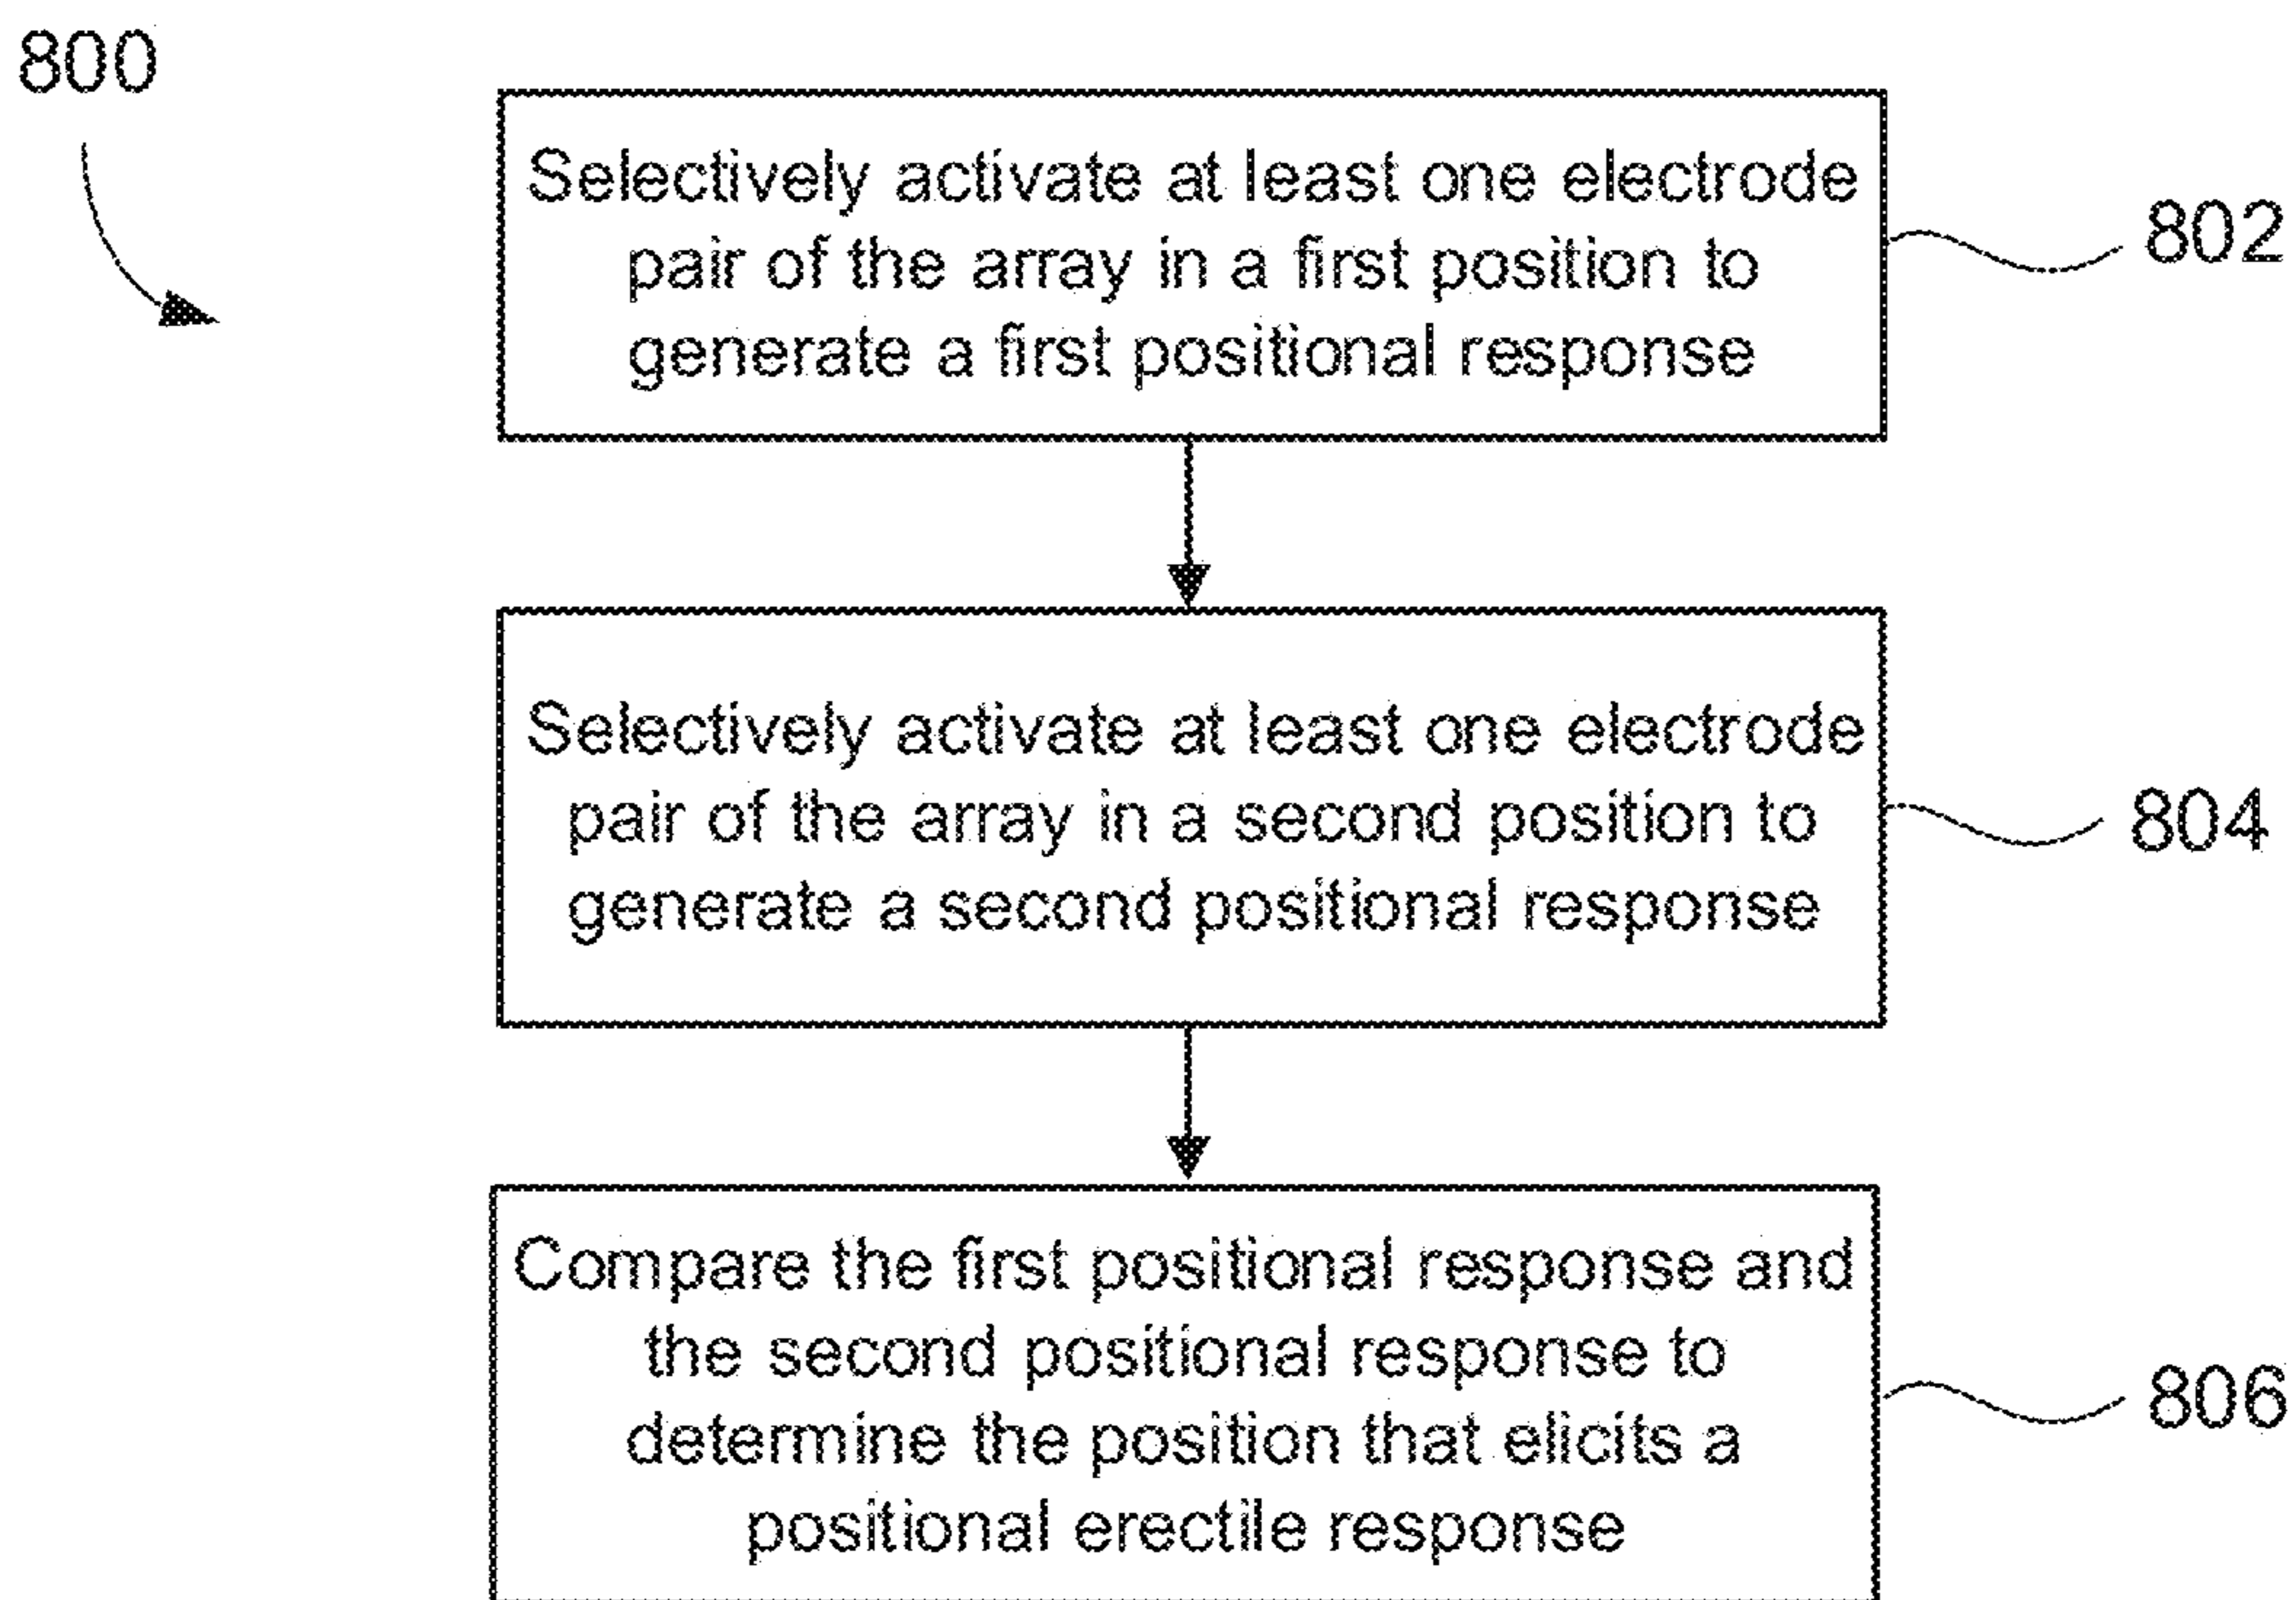 800
Selectively activate at least one electrode
pair of the array in a first position to
generate a first positional response
802
Selectively activate at least one electrode
pair of the array in a second position to
generate a second positional response
804
Compare the first positional response and
the second positional response to
determine the position that elicits a
positional erectile response
806